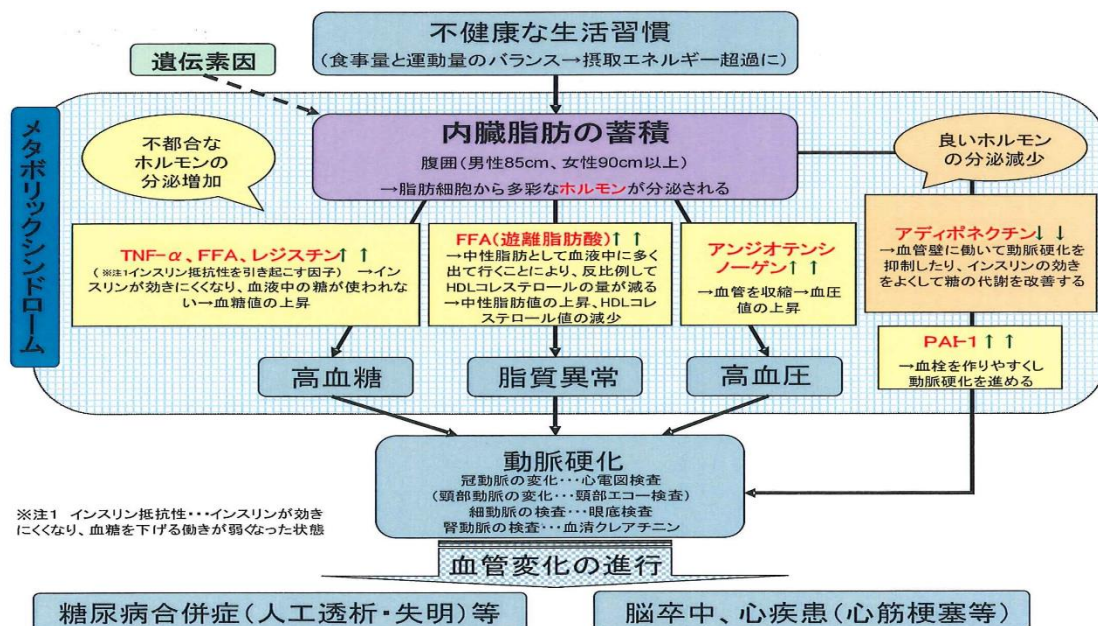 不健康な生活習慣
(食事量と運動量のバランス→摂取エネルギー超過に)
遺伝素因
メタボリックシンドローム
内臓脂肪の蓄積
腹囲(男性85cm、女性90cm以上)
→脂肪細胞から多彩なホルモンが分泌される
不都合な
ホルモンの
分泌増加
良いホルモン
の分泌減少
TNF-α、FFA、レジスチン↑ ↑
(※注1インスリン抵抗性を引き起こす因子) →イン
スリンが効きにくくなり、血液中の糖が使われな
い→血糖値の上昇
FFA(遊離脂肪酸)↑ ↑
→中性脂肪として血液中に多く
出て行くことにより、反比例して
HDLコレステロールの量が減る
→中性脂肪値の上昇、HDLコレ
ステロール値の減少
アンジオテンシ
ノーゲン↑ ↑
→血管を収縮→血圧
値の上昇
アディポネクチン↓ ↓
→血管壁に働いて動脈硬化を
抑制したり、インスリンの効き
をよくして糖の代謝を改善する
PAI-1↑ ↑
→血栓を作りやすくし
動脈硬化を進める
高血糖
脂質異常
高血圧
動脈硬化
冠動脈の変化・・・心電図検査
(頸部動脈の変化・・・頸部エコー検査)
細動脈の検査・・・眼底検査
腎動脈の検査・・・血清クレアチニン
※注1 インスリン抵抗性・・・インスリンが効き
にくくなり、血糖を下げる働きが弱くなった状態
血管変化の進行
糖尿病合併症(人工透析・失明)等
脳卒中、心疾患(心筋梗塞等)